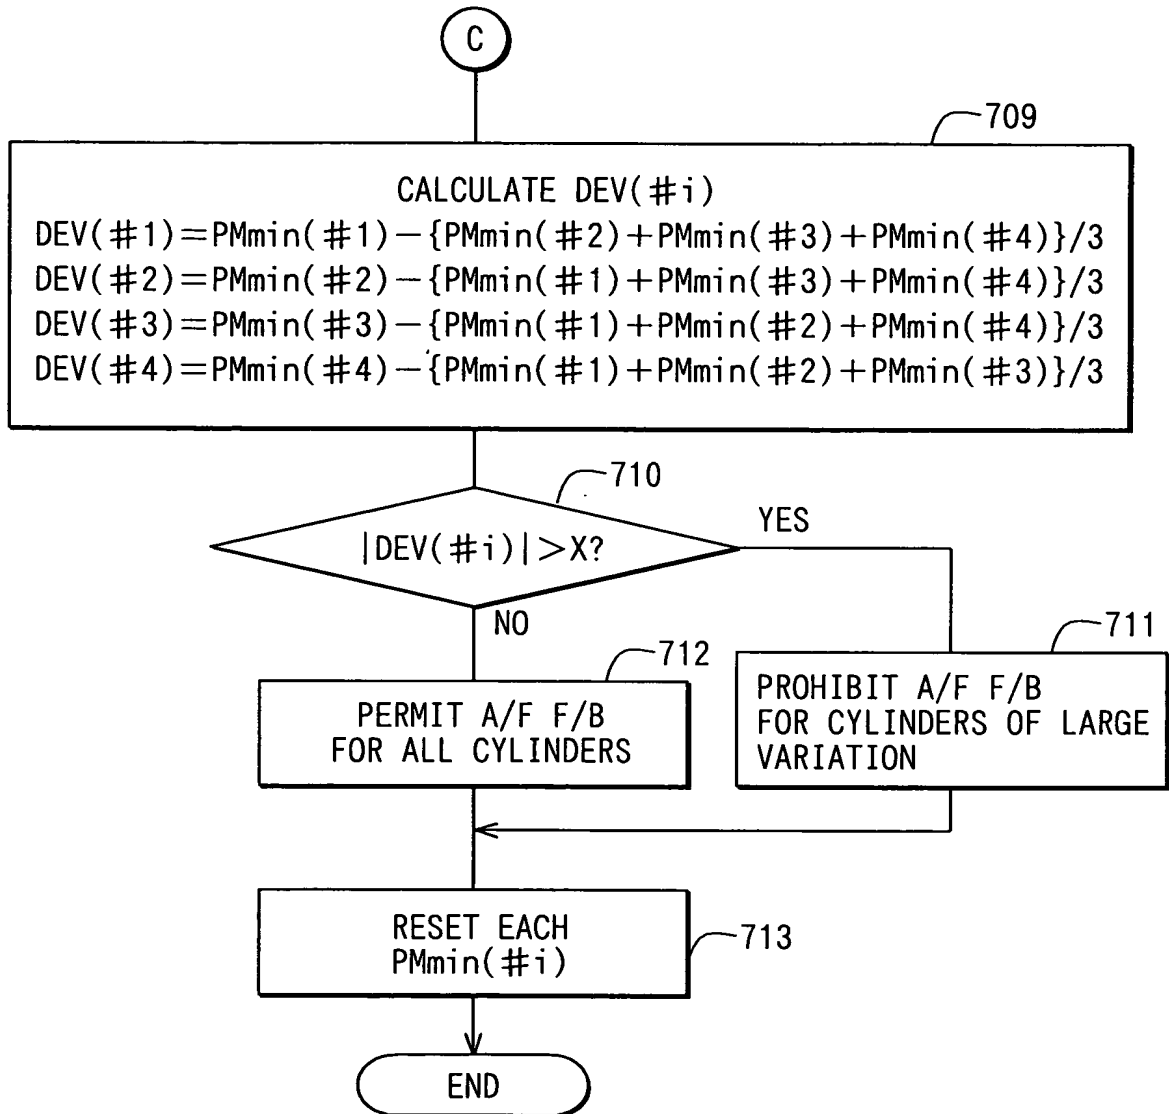 C
709
CALCULATE DEV(#i)
DEV(#1)=PMmin(#1)−{PMmin(#2)+PMmin(#3)+PMmin(#4)}/3
DEV(#2)=PMmin(#2)−{PMmin(#1)+PMmin(#3)+PMmin(#4)}/3
DEV(#3)=PMmin(#3)−{PMmin(#1)+PMmin(#2)+PMmin(#4)}/3
DEV(#4)=PMmin(#4)−{PMmin(#1)+PMmin(#2)+PMmin(#3)}/3
710
|DEV(#i)|>X?
YES
NO
711
PROHIBIT A/F F/B
FOR CYLINDERS OF LARGE
VARIATION
712
PERMIT A/F F/B
FOR ALL CYLINDERS
RESET EACH
PMmin(#i)
713
END